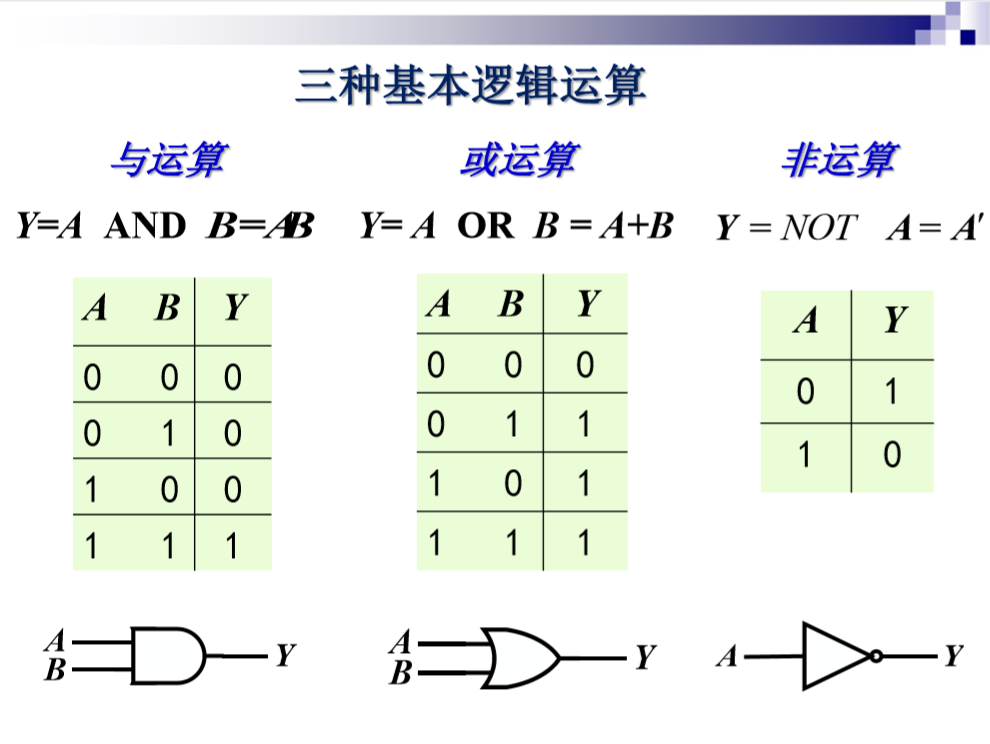 三种基本逻辑运算
与运算
Y=A AND B=AB
A B Y
0 0 0
0 1 0
1 0 0
1 1 1
A
B
Y
或运算
Y= A OR B = A+B
A B Y
0 0 0
0 1 1
1 0 1
1 1 1
A
B
Y
非运算
Y = NOT A = A'
A Y
0 1
1 0
A
Y